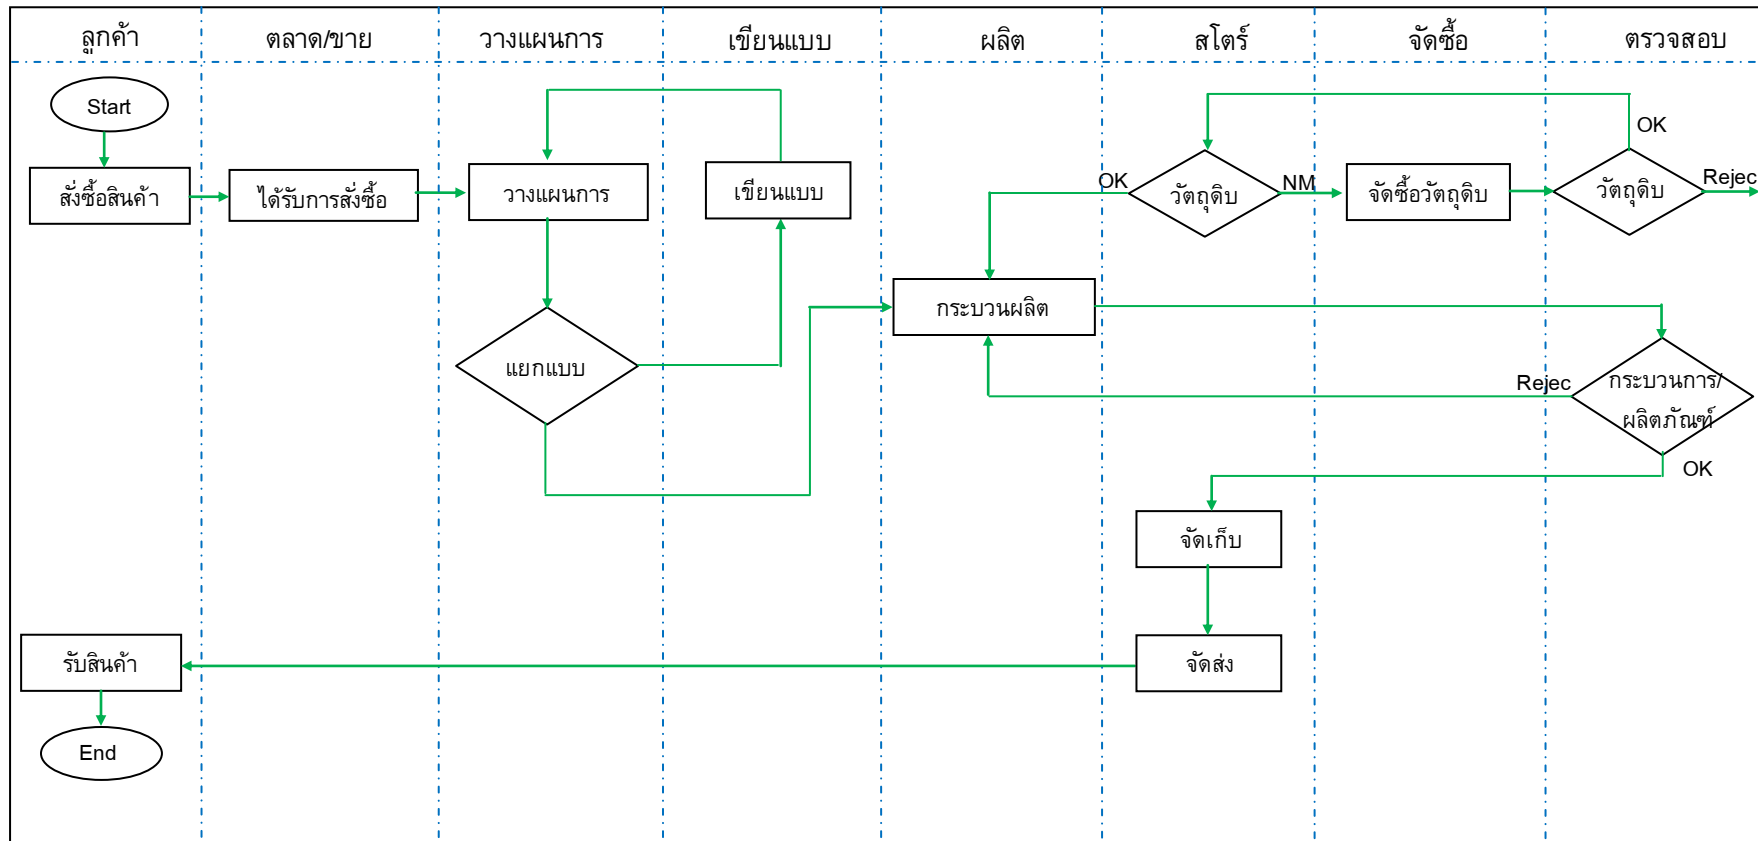 ลูกค้า
ตลาด/ขาย
วางแผนการ
เขียนแบบ
ผลิต
สโตร์
จัดซื้อ
ตรวจสอบ
Start
OK
สั่งซื้อสินค้า
ได้รับการสั่งซื้อ
วางแผนการ
เขียนแบบ
OK
วัตถุดิบ
NM
จัดซื้อวัตถุดิบ
วัตถุดิบ
Rejec
กระบวนผลิต
แยกแบบ
Rejec
กระบวนการ/
ผลิตภัณฑ์
OK
จัดเก็บ
รับสินค้า
จัดส่ง
End